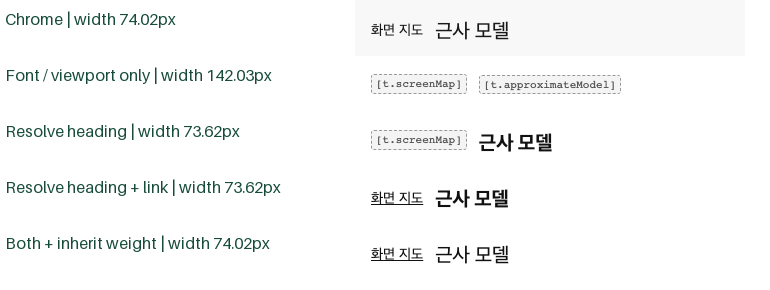 Chrome | width 74.02px 화면 지도 근사 모델
Font / viewport only | width 142.03px [t.screenMap] [t.approximateModel]
Resolve heading | width 73.62px [t.screenMap] 근사 모델
Resolve heading + link | width 73.62px 화면 지도 근사 모델
Both + inherit weight | width 74.02px 화면 지도 근사 모델